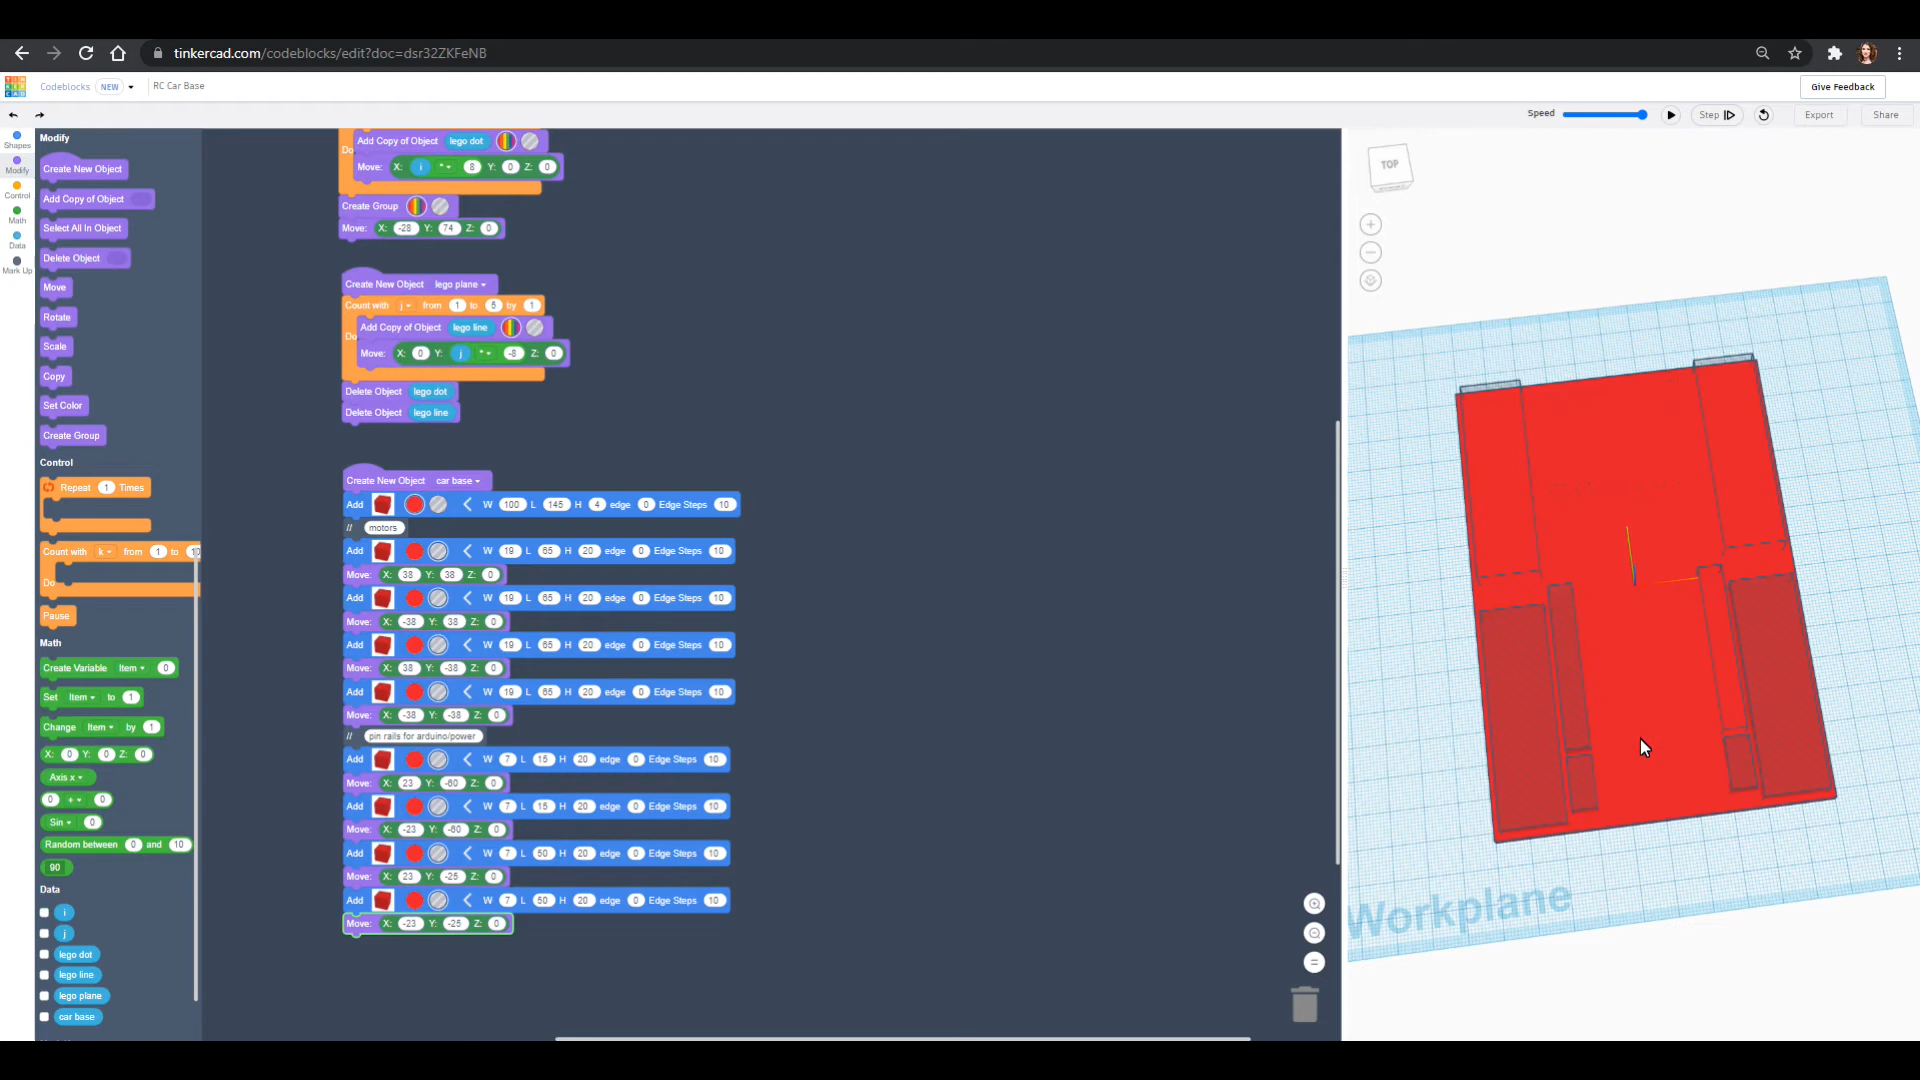 tinkercad.com/codeblocks/edit?doc=dsr32ZKFeNB
TIN
KER
CAD
Codeblocks NEW RC Car Base Give Feedback
Speed Step Export Share
Shapes
Modify
Control
Math
Data
Mark Up
Modify
Create New Object
Add Copy of Object
Select All In Object
Delete Object
Move
Rotate
Scale
Copy
Set Color
Create Group
Control
Repeat 1 Times
Count with k from 1 to 10
Do
Pause
Math
Create Variable Item 0
Set Item to 1
Change Item by 1
X: 0 Y: 0 Z: 0
Axis x
0 + 0
Sin 0
Random between 0 and 10
90
Data
i
j
lego dot
lego line
lego plane
car base
Do Add Copy of Object lego dot
Move: X: i * 8 Y: 0 Z: 0
Create Group
Move: X: -28 Y: 74 Z: 0
Create New Object lego plane
Count with j from 1 to 5 by 1
Do Add Copy of Object lego line
Move: X: 0 Y: j * -8 Z: 0
Delete Object lego dot
Delete Object lego line
Create New Object car base
Add W 100 L 145 H 4 edge 0 Edge Steps 10
// motors
Add W 19 L 65 H 20 edge 0 Edge Steps 10
Move: X: 38 Y: 38 Z: 0
Add W 19 L 65 H 20 edge 0 Edge Steps 10
Move: X: -38 Y: 38 Z: 0
Add W 19 L 65 H 20 edge 0 Edge Steps 10
Move: X: 38 Y: -38 Z: 0
Add W 19 L 65 H 20 edge 0 Edge Steps 10
Move: X: -38 Y: -38 Z: 0
// pin rails for arduino/power
Add W 7 L 15 H 20 edge 0 Edge Steps 10
Move: X: 23 Y: -60 Z: 0
Add W 7 L 15 H 20 edge 0 Edge Steps 10
Move: X: -23 Y: -60 Z: 0
Add W 7 L 50 H 20 edge 0 Edge Steps 10
Move: X: 23 Y: -25 Z: 0
Add W 7 L 50 H 20 edge 0 Edge Steps 10
Move: X: -23 Y: -25 Z: 0
TOP
Workplane